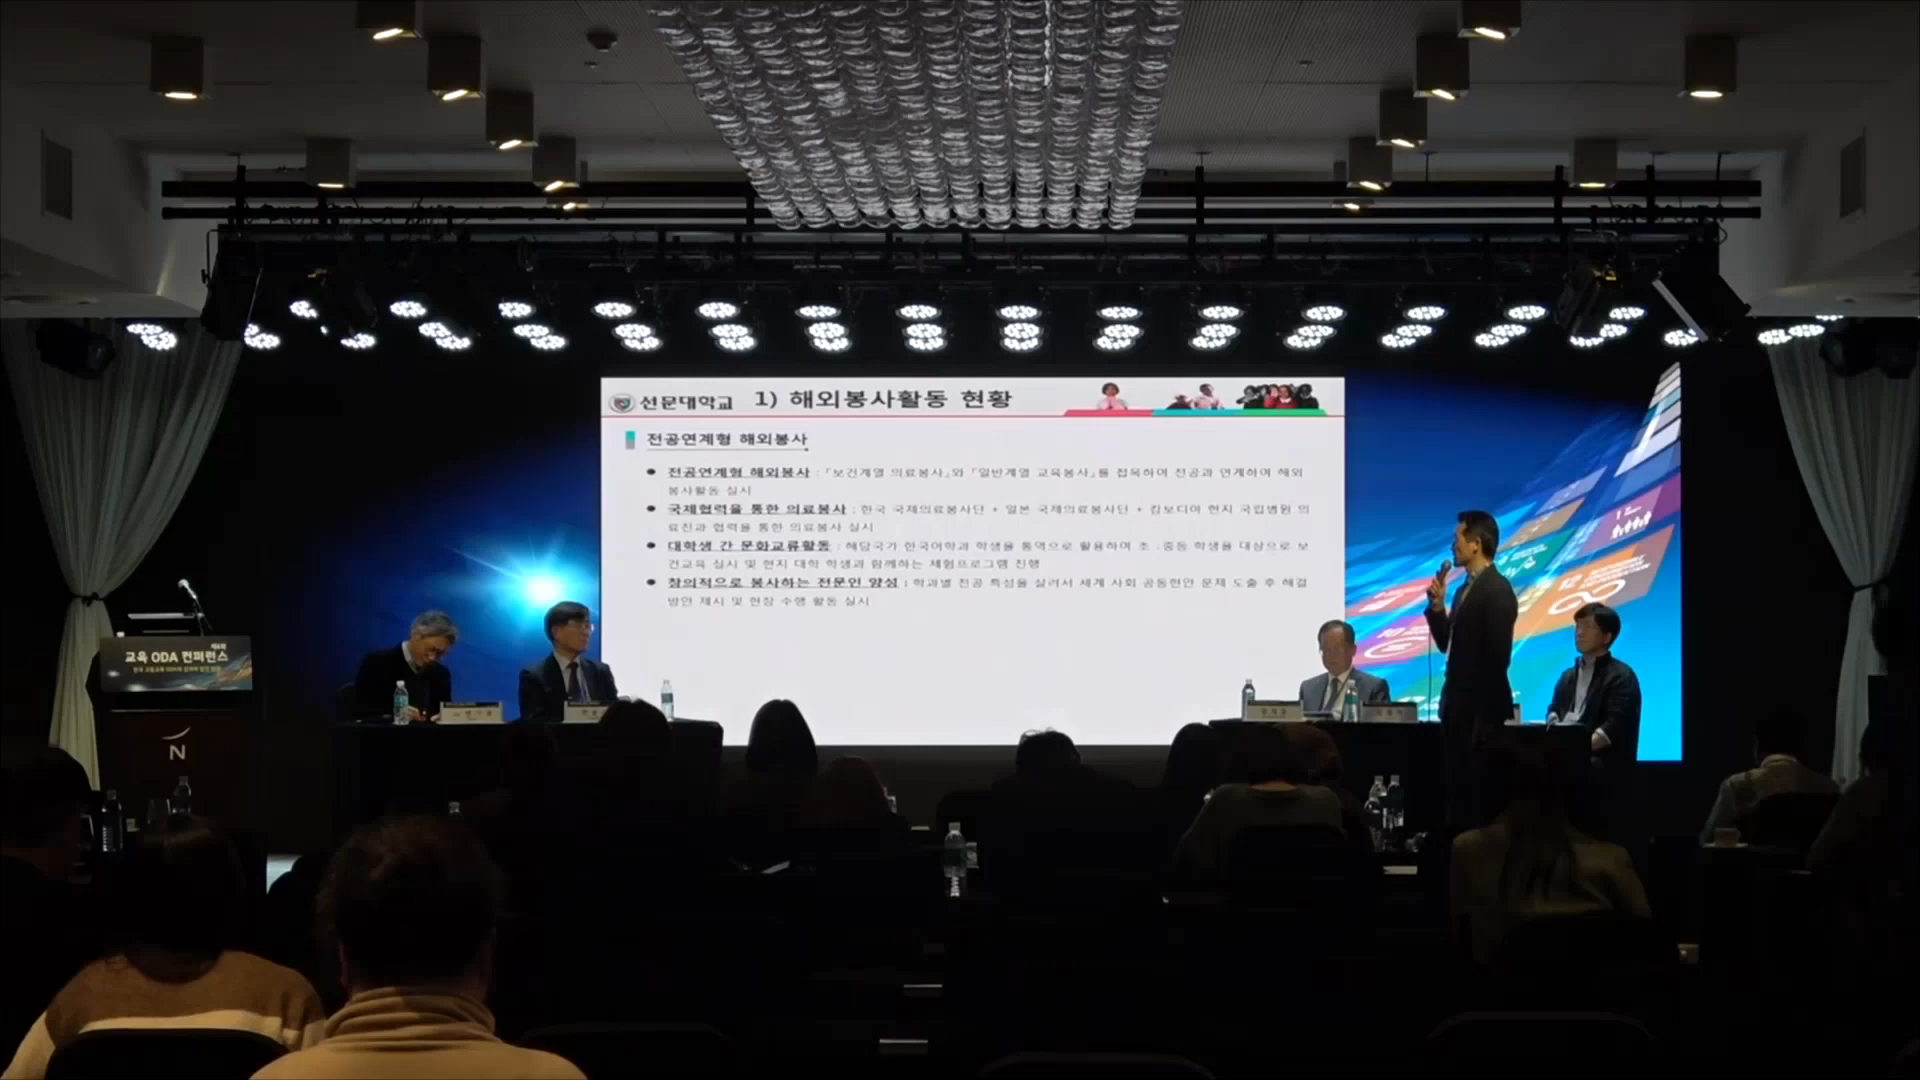 선문대학교 1) 해외봉사활동 현황
전공연계형 해외봉사
전공연계형 해외봉사 : 「보건계열 의료봉사」와 「일반계열 교육봉사」를 접목하여 전공과 연계하여 해외
봉사활동 실시
국제협력을 통한 의료봉사 : 한국 국제의료봉사단 + 일본 국제의료봉사단 + 캄보디아 현지 국립병원 의
료진과 협력을 통한 의료봉사 실시
대학생 간 문화교류활동 : 해당국가 한국어학과 학생을 통역으로 활용하여 초.중등 학생을 대상으로 보
건교육 실시 및 현지 대학 학생과 함께하는 체험프로그램 진행
창의적으로 봉사하는 전문인 양성 : 학과별 전공 특성을 살려서 세계 사회 공동현안 문제 도출 후 해결
방안 제시 및 현장 수행 활동 실시
교육 ODA 컨퍼런스
N